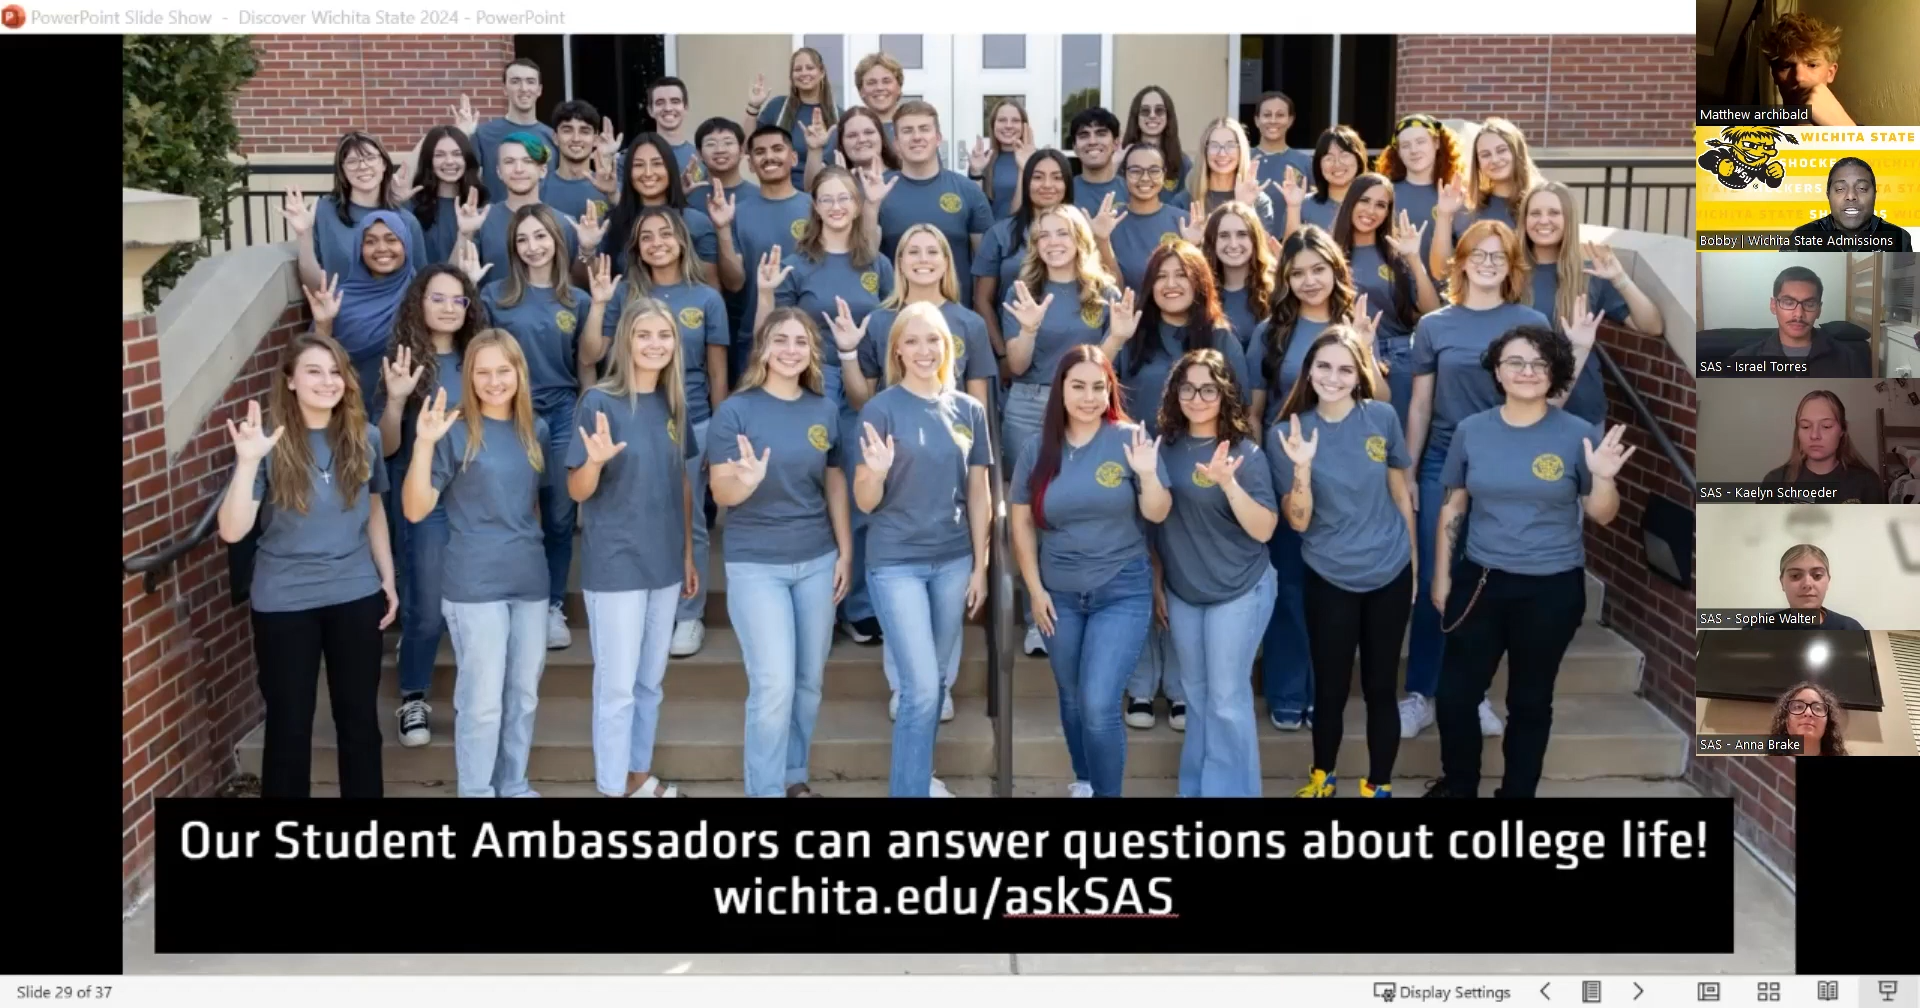 PowerPoint Slide Show - Discover Wichita State 2024 - PowerPoint
Our Student Ambassadors can answer questions about college life!
wichita.edu/askSAS
Slide 29 of 37
Display Settings
Matthew archibald
WICHITA STATE
WSU
Bobby | Wichita State Admissions
SAS - Israel Torres
SAS - Kaelyn Schroeder
SAS - Sophie Walter
SAS - Anna Brake